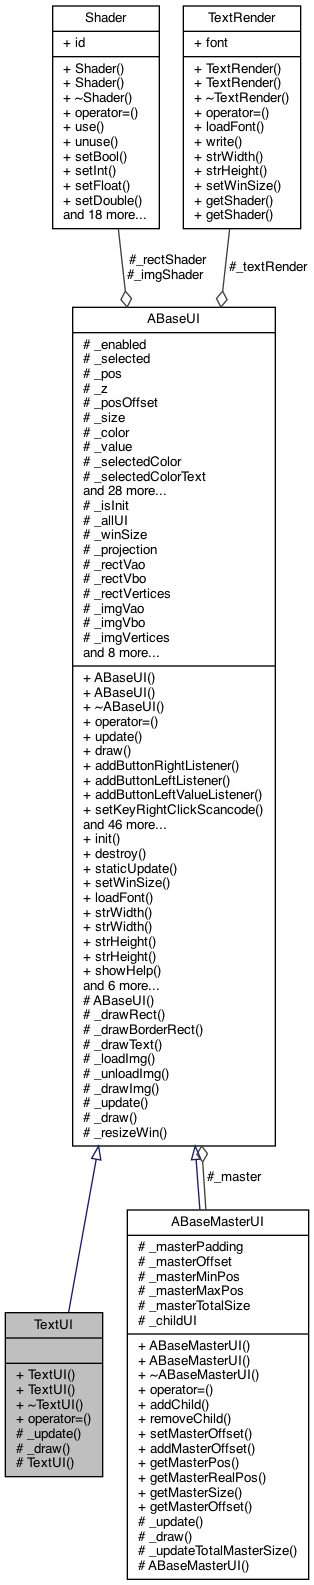 Shader
+ id
+ Shader()
+ Shader()
+ ~Shader()
+ operator=()
+ use()
+ unuse()
+ setBool()
+ setInt()
+ setFloat()
+ setDouble()
and 18 more...
TextRender
+ font
+ TextRender()
+ TextRender()
+ ~TextRender()
+ operator=()
+ loadFont()
+ write()
+ strWidth()
+ strHeight()
+ setWinSize()
+ getShader()
+ getShader()
#_rectShader
#_imgShader
#_textRender
ABaseUI
# _enabled
# _selected
# _pos
# _z
# _posOffset
# _size
# _color
# _value
# _selectedColor
# _selectedColorText
and 28 more...
# _isInit
# _allUI
# _winSize
# _projection
# _rectVao
# _rectVbo
# _rectVertices
# _imgVao
# _imgVbo
# _imgVertices
and 8 more...
+ ABaseUI()
+ ABaseUI()
+ ~ABaseUI()
+ operator=()
+ update()
+ draw()
+ addButtonRightListener()
+ addButtonLeftListener()
+ addButtonLeftValueListener()
+ setKeyRightClickScancode()
and 46 more...
+ init()
+ destroy()
+ staticUpdate()
+ setWinSize()
+ loadFont()
+ strWidth()
+ strWidth()
+ strHeight()
+ strHeight()
+ showHelp()
and 6 more...
# ABaseUI()
# _drawRect()
# _drawBorderRect()
# _drawText()
# _loadImg()
# _unloadImg()
# _drawImg()
# _update()
# _draw()
# _resizeWin()
#_master
TextUI
+ TextUI()
+ TextUI()
+ ~TextUI()
+ operator=()
# _update()
# _draw()
# TextUI()
ABaseMasterUI
# _masterPadding
# _masterOffset
# _masterMinPos
# _masterMaxPos
# _masterTotalSize
# _childUI
+ ABaseMasterUI()
+ ABaseMasterUI()
+ ~ABaseMasterUI()
+ operator=()
+ addChild()
+ removeChild()
+ setMasterOffset()
+ addMasterOffset()
+ getMasterPos()
+ getMasterRealPos()
+ getMasterSize()
+ getMasterOffset()
# _update()
# _draw()
# _updateTotalMasterSize()
# ABaseMasterUI()